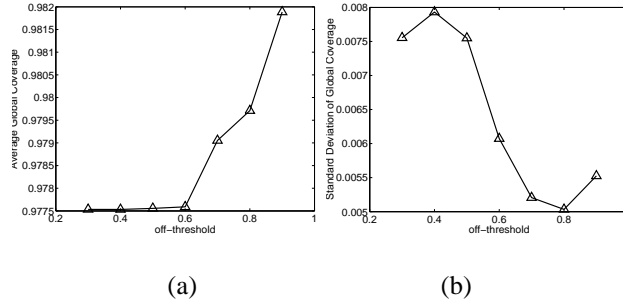 0.982
0.9815
0.981
0.9805
0.98
0.9795
0.979
0.9785
0.978
0.9775
Average Global Coverage
0.2 0.4 0.6 0.8 1
off−threshold
(a)
0.008
0.0075
0.007
0.0065
0.006
0.0055
0.005
Standard Deviation of Global Coverage
0.2 0.4 0.6 0.8 1
off−threshold
(b)